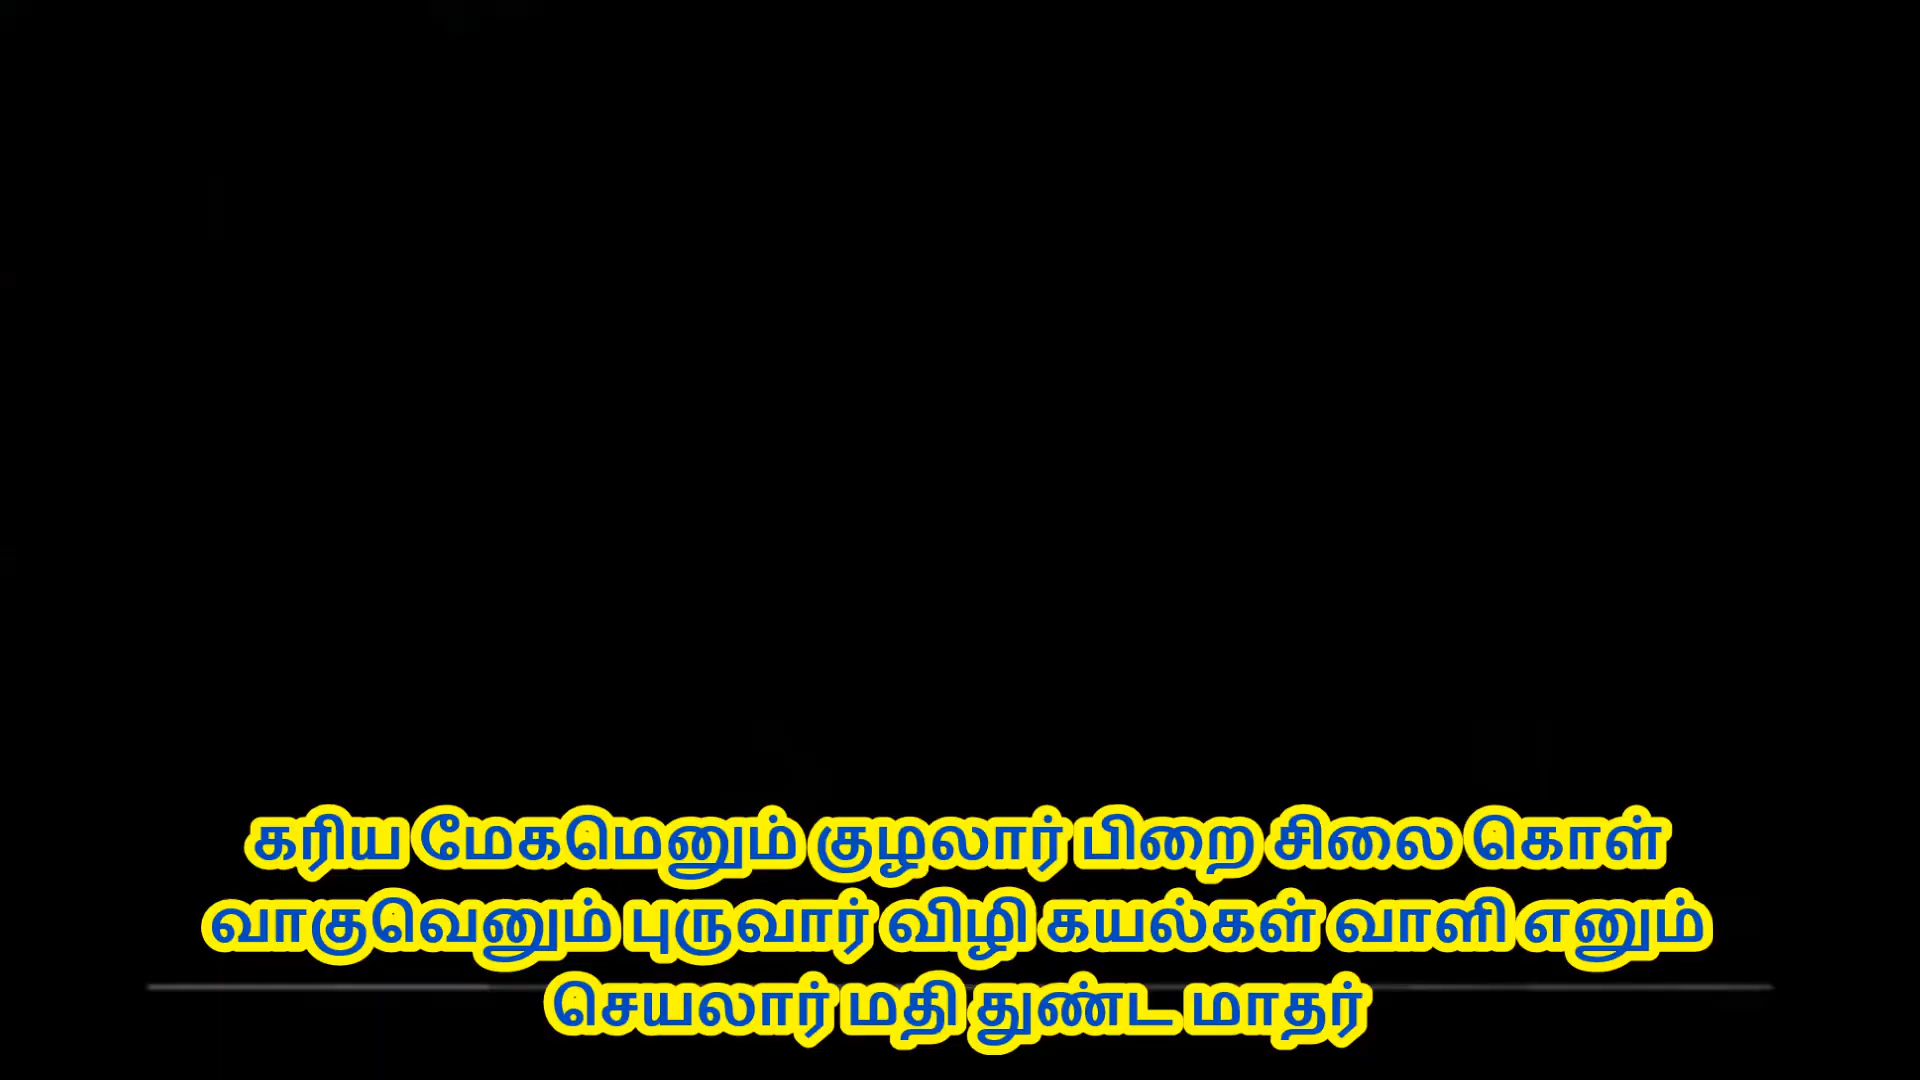 கரிய மேகமெனும் குழலார் பிறை சிலை கொள்
வாகுவெனும் புருவார் விழி கயல்கள் வாளி எனும்
செயலார் மதி துண்ட மாதர்